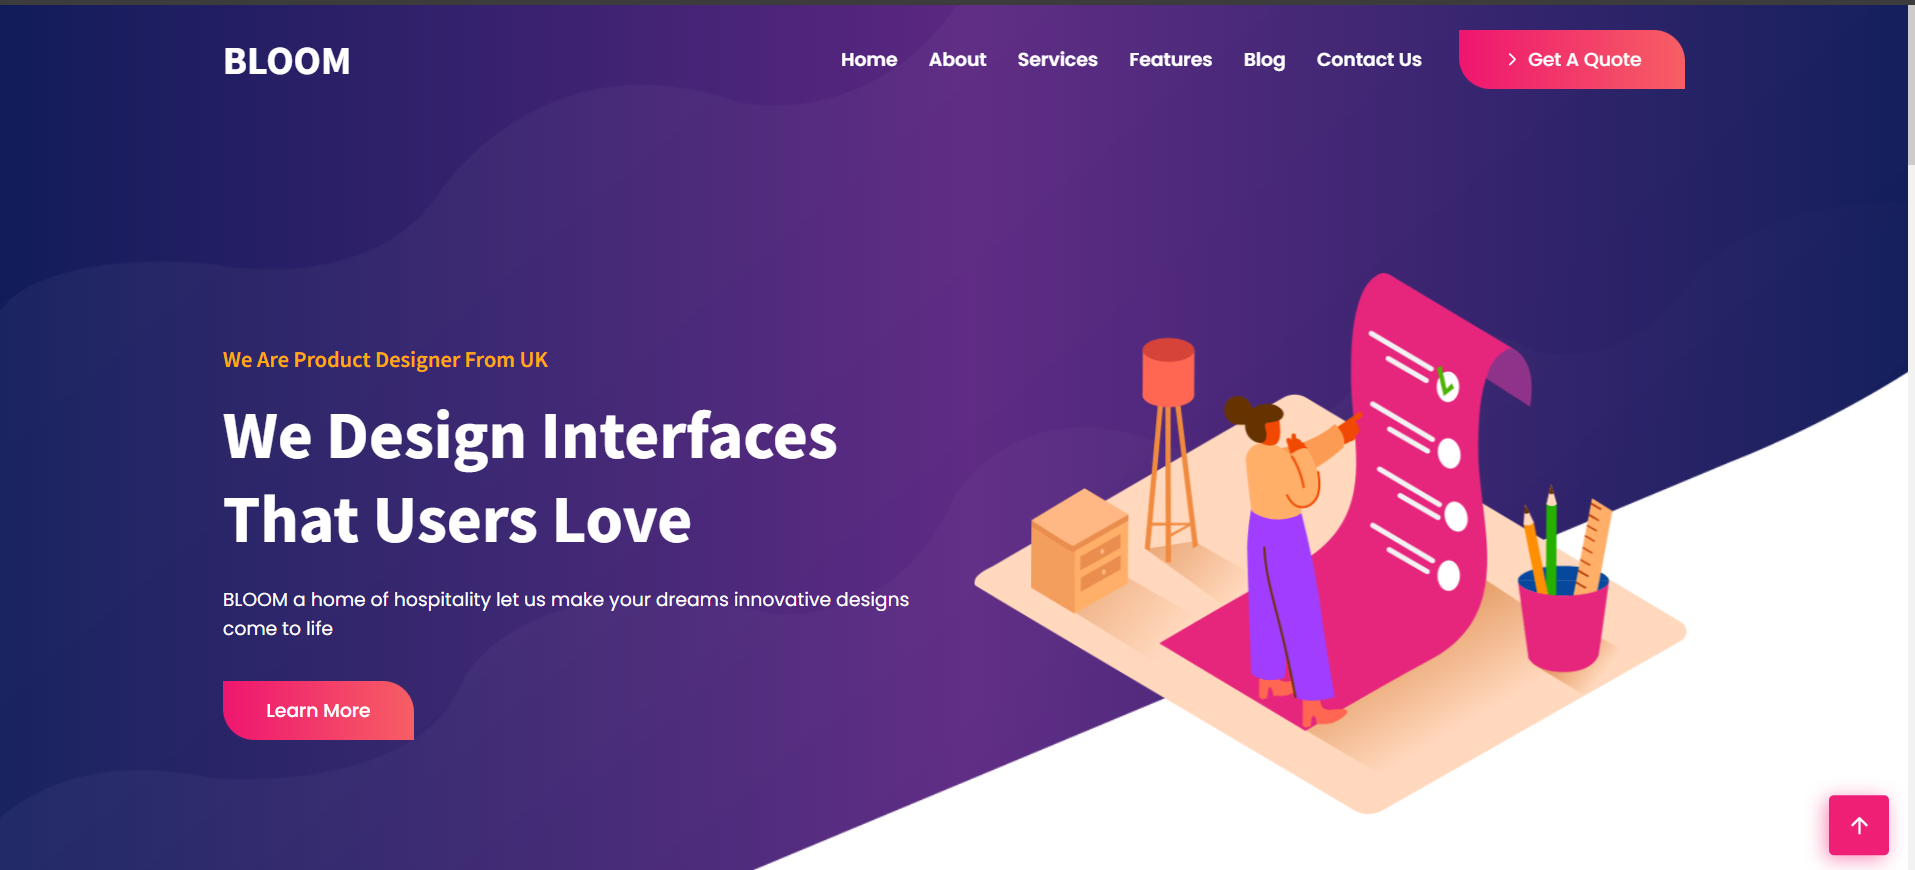 BLOOM
Home About Services Features Blog Contact Us Get A Quote
We Are Product Designer From UK
We Design Interfaces
That Users Love
BLOOM a home of hospitality let us make your dreams innovative designs
come to life
Learn More